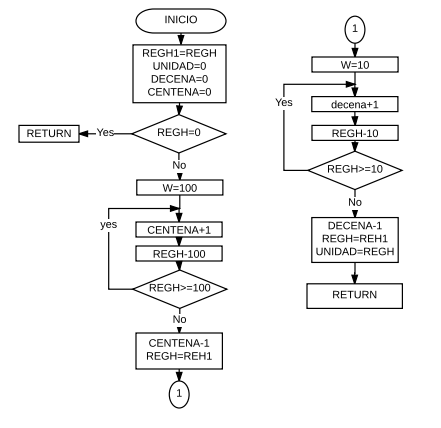 INICIO
REGH1=REGH
UNIDAD=0
DECENA=0
CENTENA=0
REGH=0
Yes
RETURN
No
W=100
yes
CENTENA+1
REGH-100
REGH>=100
No
CENTENA-1
REGH=REH1
1
1
W=10
Yes
decena+1
REGH-10
REGH>=10
No
DECENA-1
REGH=REH1
UNIDAD=REGH
RETURN